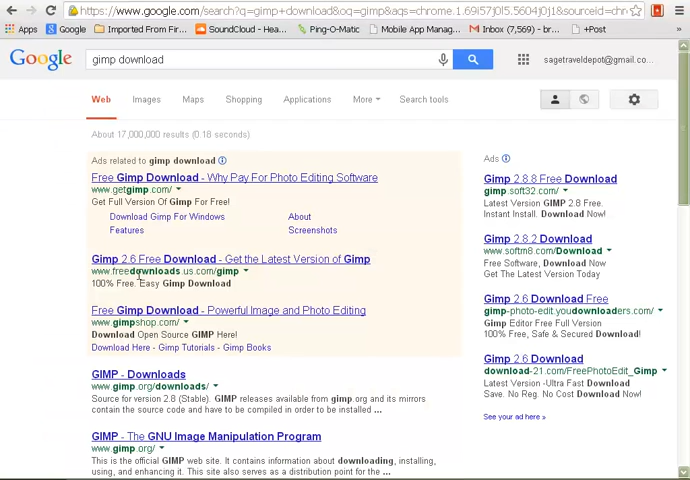 https://www.google.com/search?q=gimp+download&oq=gimp&aqs=chrome.1.69i57j0l5.5604j0j1&sourceid=chr
Apps Google Imported From Fire SoundCloud - Hea... Ping-O-Matic Mobile App Manag... Inbox (7,569) - br... +Post
Google gimp download sagetraveldepot@gmail.co...
Web Images Maps Shopping Applications More Search tools
About 17,000,000 results (0.18 seconds)
Ads related to gimp download
Free Gimp Download - Why Pay For Photo Editing Software
www.getgimp.com/
Get Full Version Of Gimp For Free!
Download Gimp For Windows About
Features Screenshots
Gimp 2.6 Free Download - Get the Latest Version of Gimp
www.freedownloads.us.com/gimp
100% Free. Easy Gimp Download
Free Gimp Download - Powerful Image and Photo Editing
www.gimpshop.com/
Download Open Source GIMP Here!
Download Here - Gimp Tutorials - Gimp Books
GIMP - Downloads
www.gimp.org/downloads/
Source for version 2.8 (Stable). GIMP releases available from gimp.org and its mirrors
contain the source code and have to be compiled in order to be installed ...
GIMP - The GNU Image Manipulation Program
www.gimp.org/
This is the official GIMP web site. It contains information about downloading, installing,
using, and enhancing it. This site also serves as a distribution point for the ...
Ads
Gimp 2.8.8 Free Download
gimp.soft32.com/
Latest Version GIMP 2.8 Free.
Instant Install. Download Now!
Gimp 2.8.2 Download
www.softm8.com/Download
Free Software, Download Now
Get The Latest Version Today
Gimp 2.6 Download Free
gimp-photo-edit.youdownloaders.com/
Gimp Editor Free Full Version
100% Free, Safe & Secured Download!
Gimp 2.6 Download
download-21.com/FreePhotoEdit_Gimp
Latest Version -Ultra Fast Download
Save. No Reg. No Cost Download Now!
See your ad here »